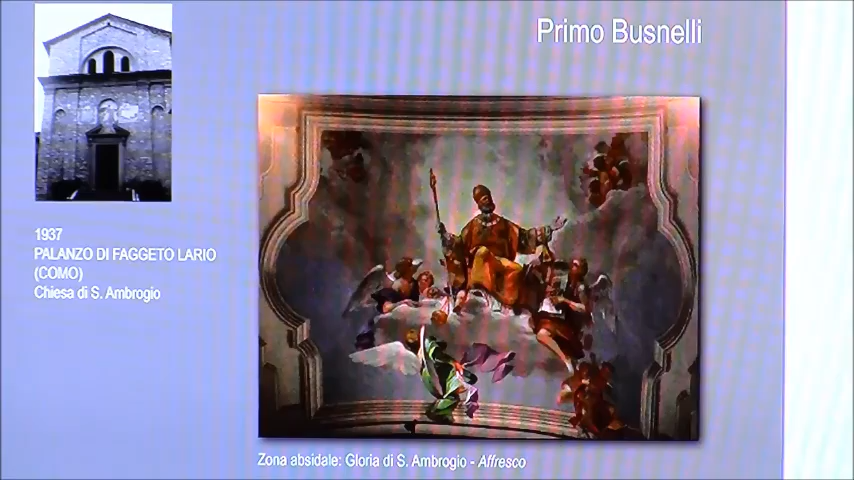 Primo Busnelli
1937
PALANZO DI FAGGETO LARIO
(COMO)
Chiesa di S. Ambrogio
Zona absidale: Gloria di S. Ambrogio - Affresco